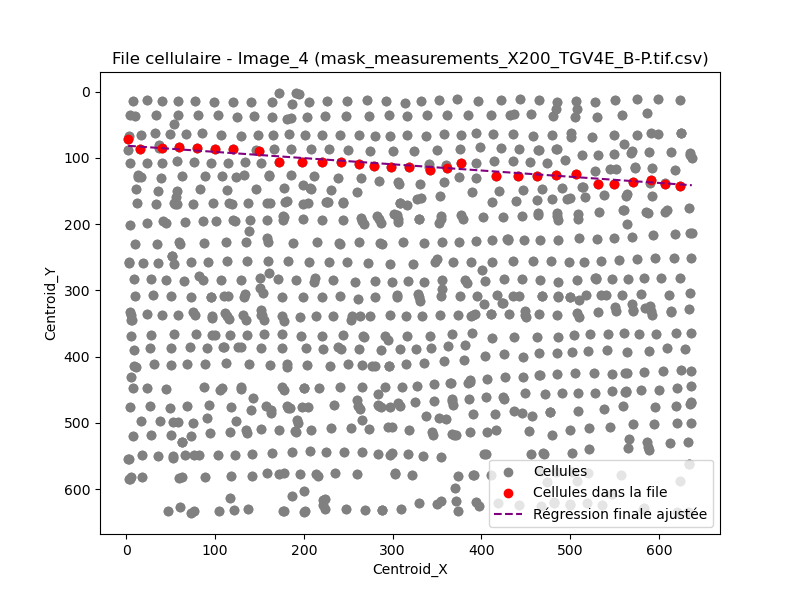 File cellulaire - Image_4 (mask_measurements_X200_TGV4E_B-P.tif.csv)
0
100
200
300
400
500
600
Centroid_Y
Cellules
Cellules dans la file
Régression finale ajustée
0 100 200 300 400 500 600
Centroid_X